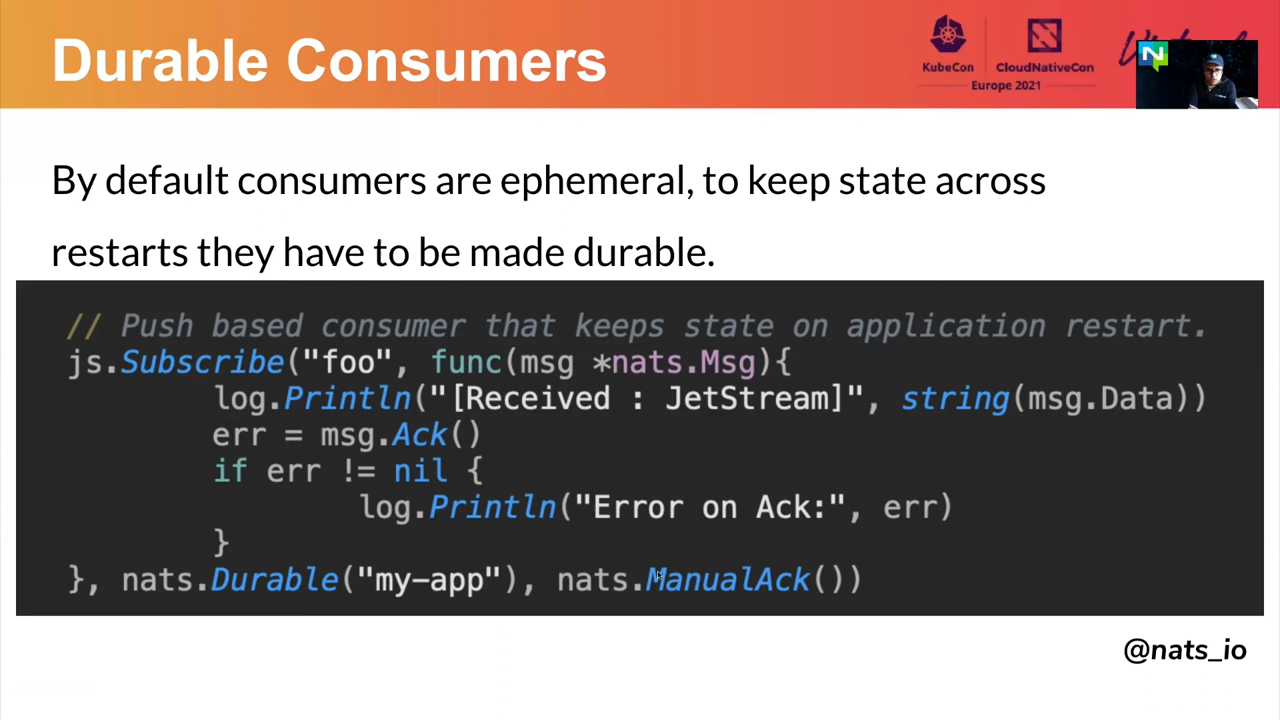 Durable Consumers
KubeCon
CloudNativeCon
Europe 2021
By default consumers are ephemeral, to keep state across
restarts they have to be made durable.
// Push based consumer that keeps state on application restart.
js.Subscribe("foo", func(msg *nats.Msg){
log.Println("[Received : JetStream]", string(msg.Data))
err = msg.Ack()
if err != nil {
log.Println("Error on Ack:", err)
}
}, nats.Durable("my-app"), nats.ManualAck())
@nats_io